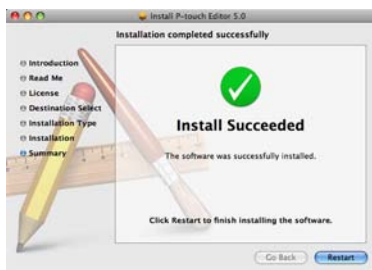 Install P-touch Editor 5.0
Installation completed successfully
Introduction
Read Me
License
Destination Select
Installation Type
Installation
Summary
Install Succeeded
The software was successfully installed.
Click Restart to finish installing the software.
Go Back
Restart